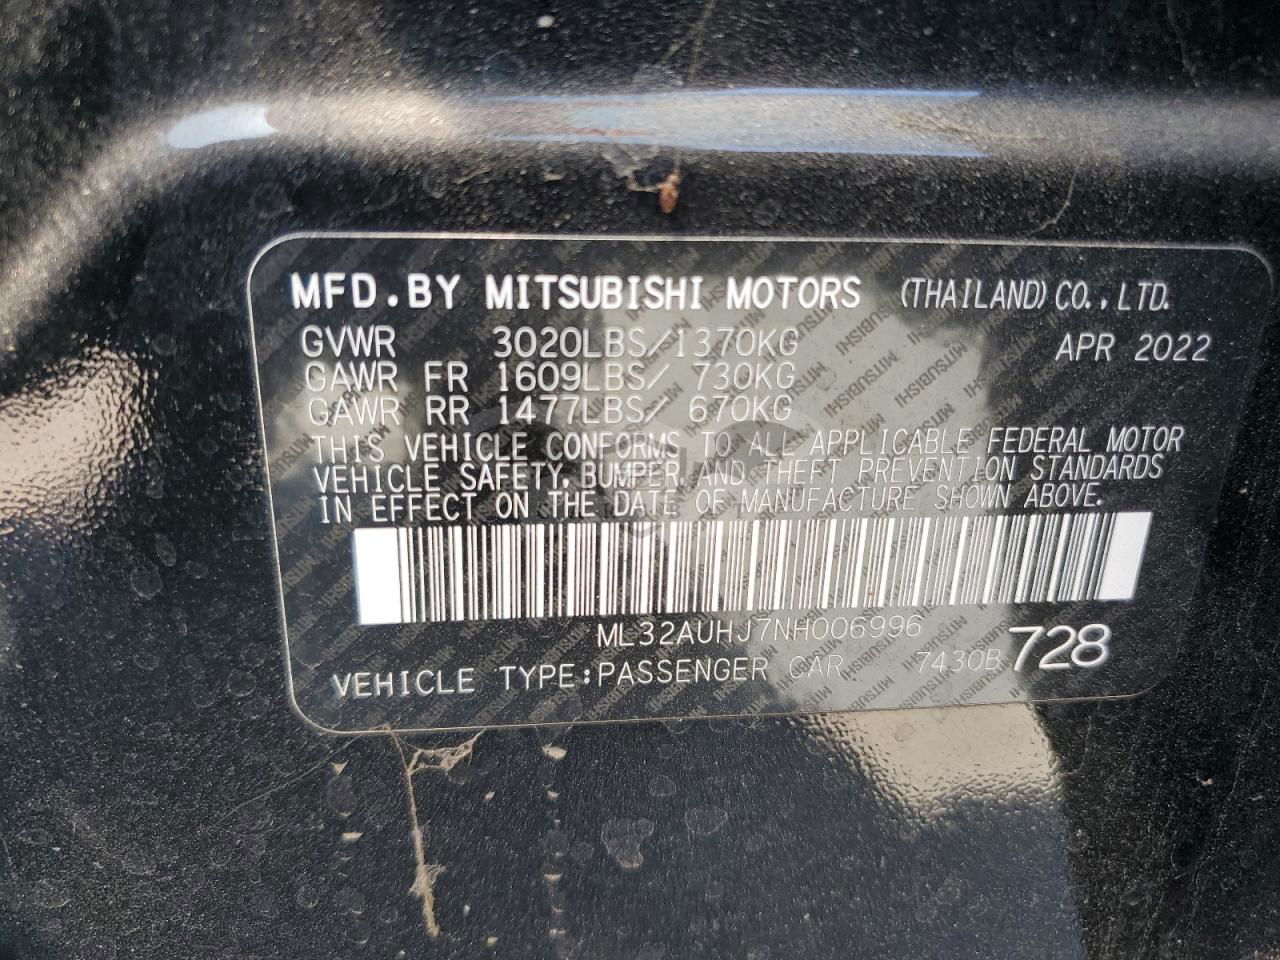 MFD.BY MITSUBISHI MOTORS (THAILAND)CO.,LTD.
GVWR 3020LBS/1370KG APR 2022
GAWR FR 1609LBS/ 730KG
GAWR RR 1477LBS 670KG
THIS VEHICLE CONFORMS TO ALL APPLICABLE FEDERAL MOTOR
VEHICLE SAFETY, BUMPER, AND THEFT PREVENTION STANDARDS
IN EFFECT ON THE DATE OF MANUFACTURE SHOWN ABOVE.
ML32AUHJ7NH006996
VEHICLE TYPE:PASSENGER CAR 7430B 728